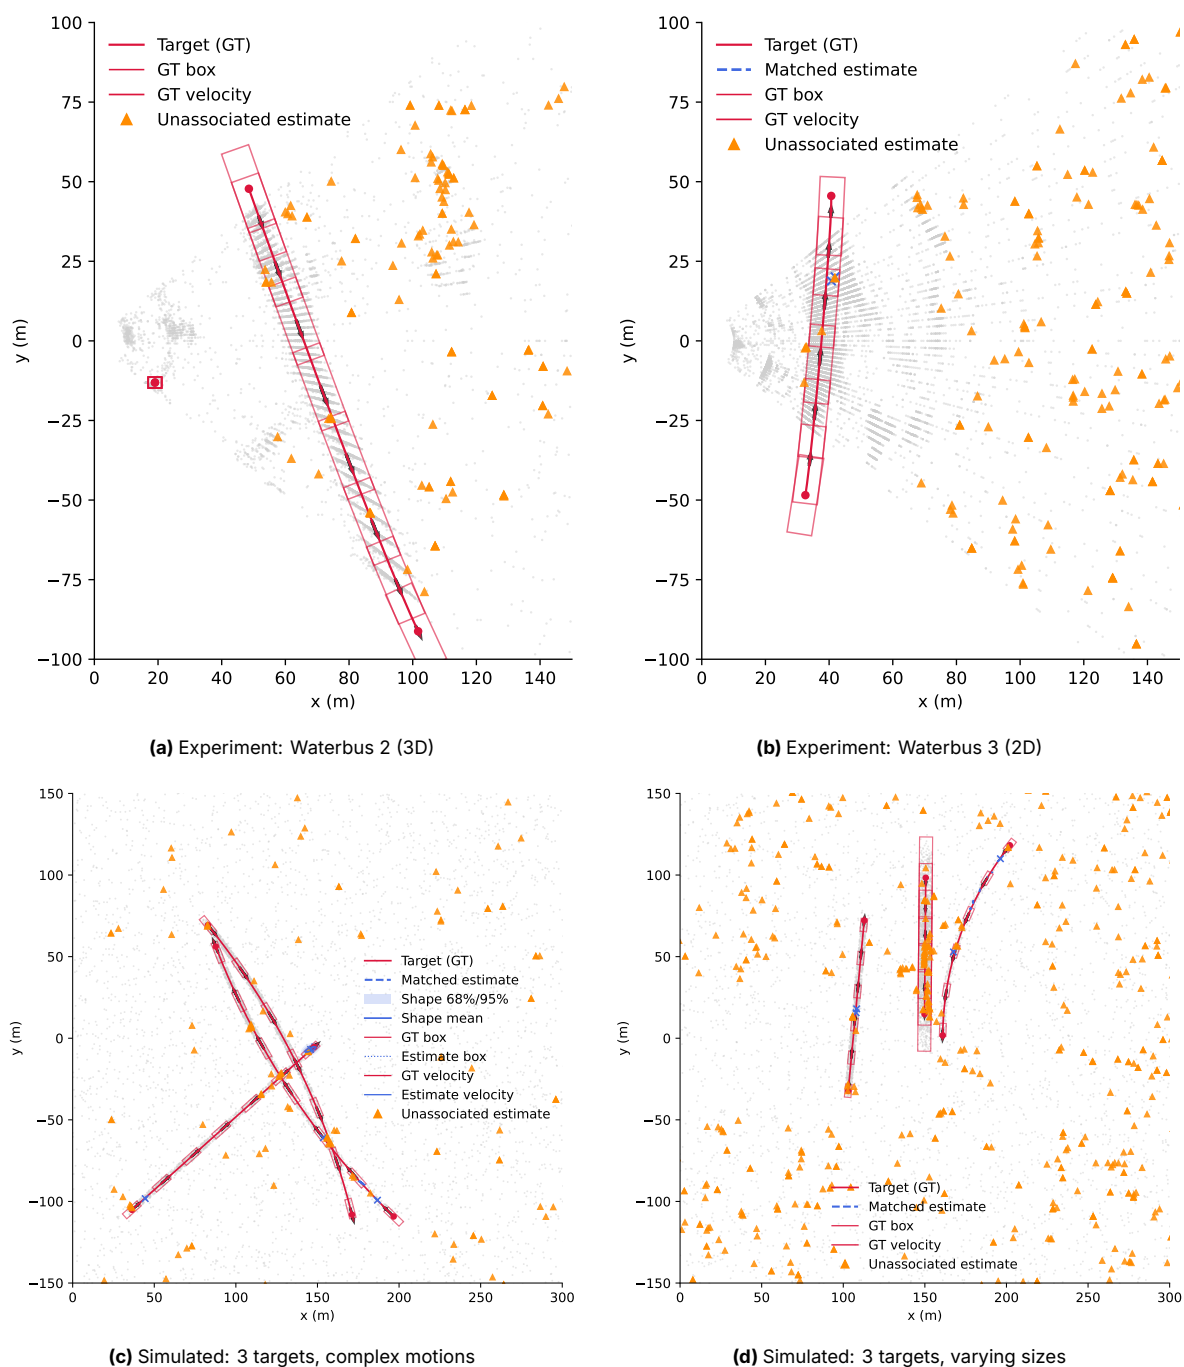 100
75
50
25
0
−25
−50
−75
−100
y (m)
Target (GT)
GT box
GT velocity
Unassociated estimate
0 20 40 60 80 100 120 140
x (m)
(a) Experiment: Waterbus 2 (3D)
100
75
50
25
0
−25
−50
−75
−100
y (m)
Target (GT)
Matched estimate
GT box
GT velocity
Unassociated estimate
0 20 40 60 80 100 120 140
x (m)
(b) Experiment: Waterbus 3 (2D)
150
100
50
0
−50
−100
−150
y (m)
Target (GT)
Matched estimate
Shape 68%/95%
Shape mean
GT box
Estimate box
GT velocity
Estimate velocity
Unassociated estimate
0 50 100 150 200 250 300
x (m)
(c) Simulated: 3 targets, complex motions
150
100
50
0
−50
−100
−150
y (m)
Target (GT)
Matched estimate
GT box
GT velocity
Unassociated estimate
0 50 100 150 200 250 300
x (m)
(d) Simulated: 3 targets, varying sizes